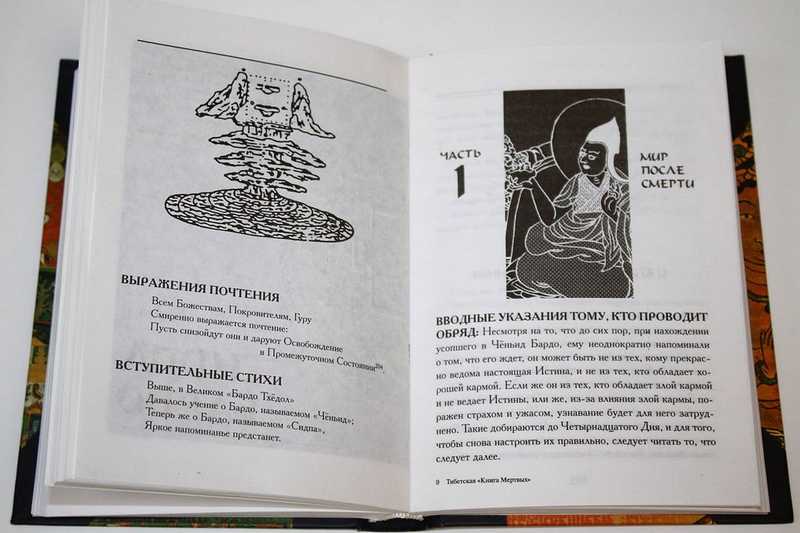 ВЫРАЖЕНИЯ ПОЧТЕНИЯ
Всем Божествам, Покровителям, Гуру
Смиренно выражается почтение:
Пусть снизойдут они и даруют Освобождение
в Промежуточном Состоянии
ВСТУПИТЕЛЬНЫЕ СТИХИ
Выше, в Великом «Бардо Тхёдол»
Давалось учение о Бардо, называемом «Чёньид»;
Теперь же о Бардо, называемом «Сидпа»,
Яркое напоминанье предстанет.
ЧАСТЬ
1
МИР
ПОСЛЕ
СМЕРТИ
ВВОДНЫЕ УКАЗАНИЯ ТОМУ, КТО ПРОВОДИТ
ОБРЯД: Несмотря на то, что до сих пор, при нахождении
усопшего в Чёньид Бардо, ему неоднократно напоминали
о том, что его ждет, он может быть не из тех, кому прекрас-
но ведома настоящая Истина, и не из тех, кто обладает хо-
рошей кармой. Если же он из тех, кто обладает злой кармой
и не ведает Истины, или же, из-за влияния злой кармы, по-
ражен страхом и ужасом, узнавание будет для него затруд-
нено. Такие добираются до Четырнадцатого Дня, и для того,
чтобы снова настроить их правильно, следует читать то, что
следует далее.
9 Тибетская «Книга Мертвых»